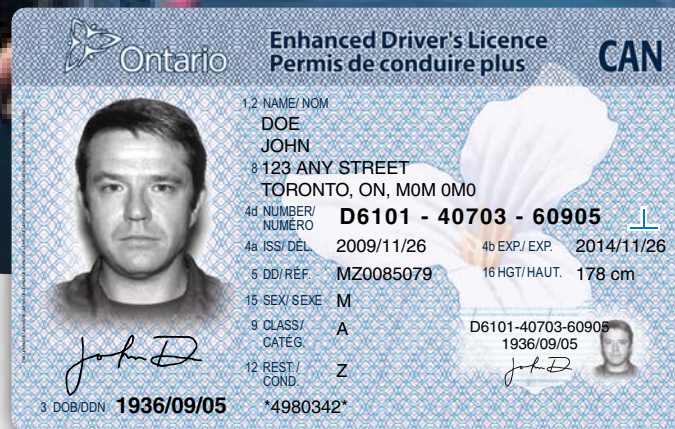 Ontario
Enhanced Driver's Licence
Permis de conduire plus
CAN
1,2 NAME/ NOM
DOE
JOHN
8 123 ANY STREET
TORONTO, ON, M0M 0M0
4d NUMBER/ NUMÉRO D6101 - 40703 - 60905
4a ISS/ DÉL. 2009/11/26 4b EXP./ EXP. 2014/11/26
5 DD/ RÉF. MZ0085079 16 HGT/ HAUT. 178 cm
15 SEX/ SEXE M
9 CLASS/ CATÉG. A
12 REST./ COND. Z
*4980342*
D6101-40703-60905
1936/09/05
John D
John D
3 DOB/DDN 1936/09/05